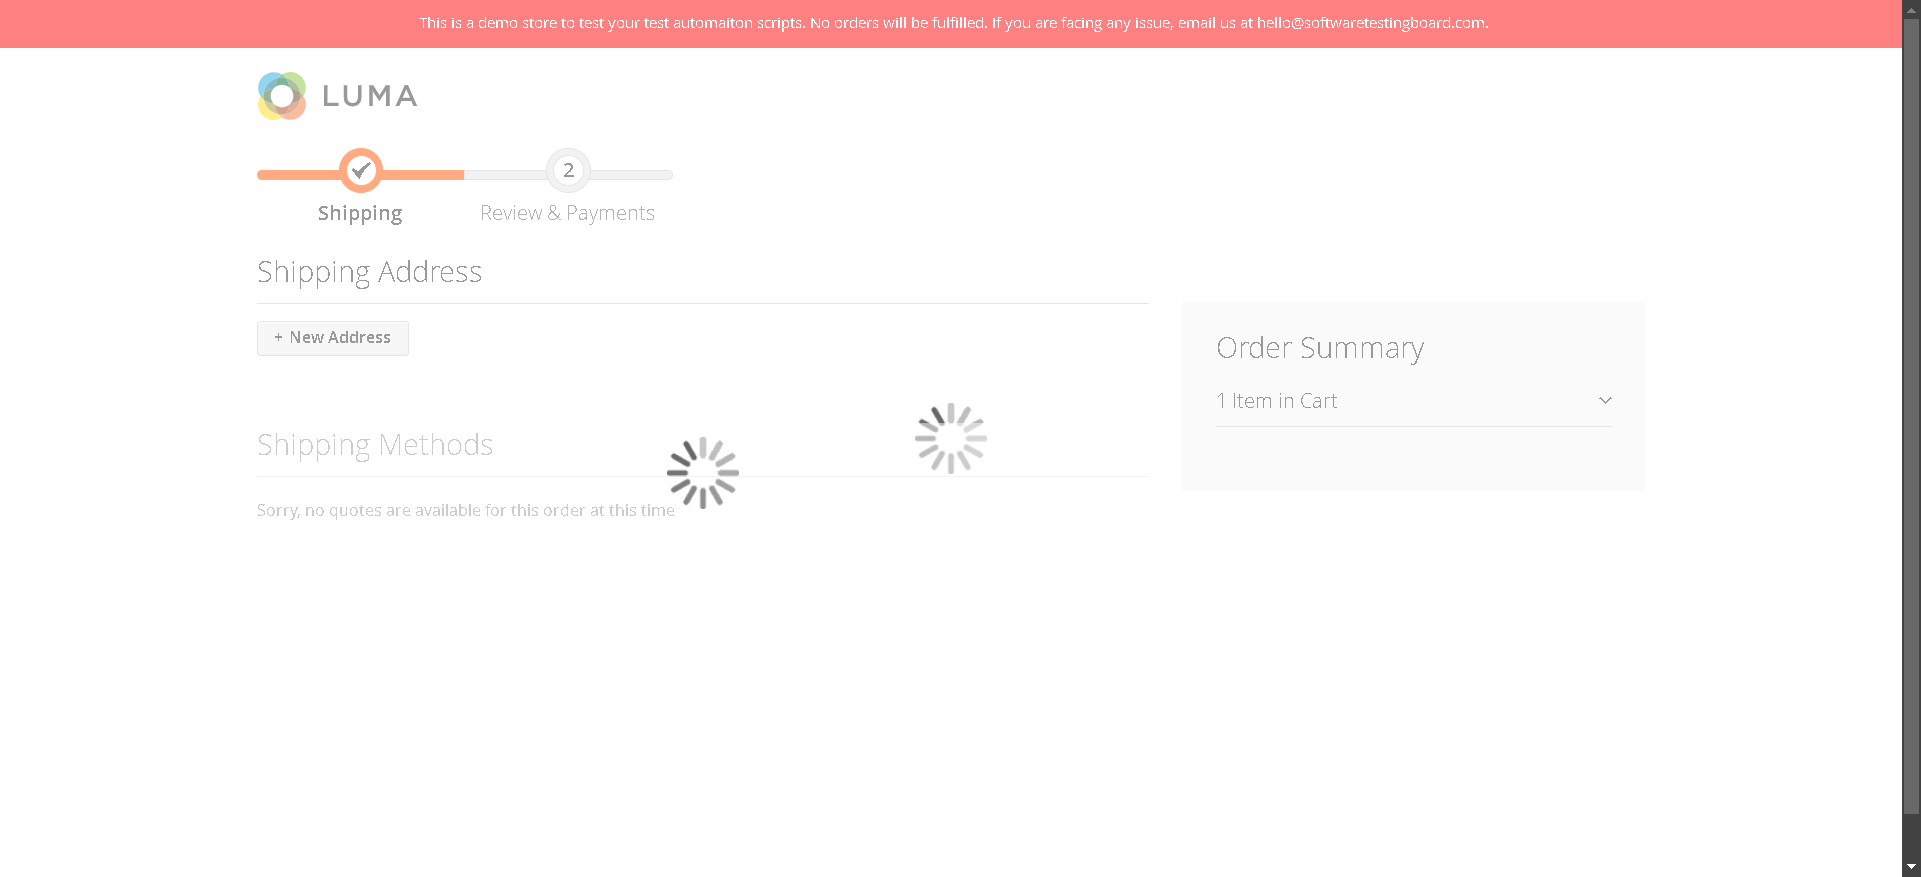 This is a demo store to test your test automaiton scripts. No orders will be fulfilled. If you are facing any issue, email us at hello@softwaretestingboard.com.
LUMA
2
Shipping
Review & Payments
Shipping Address
+ New Address
Order Summary
1 Item in Cart
Shipping Methods
Sorry, no quotes are available for this order at this time